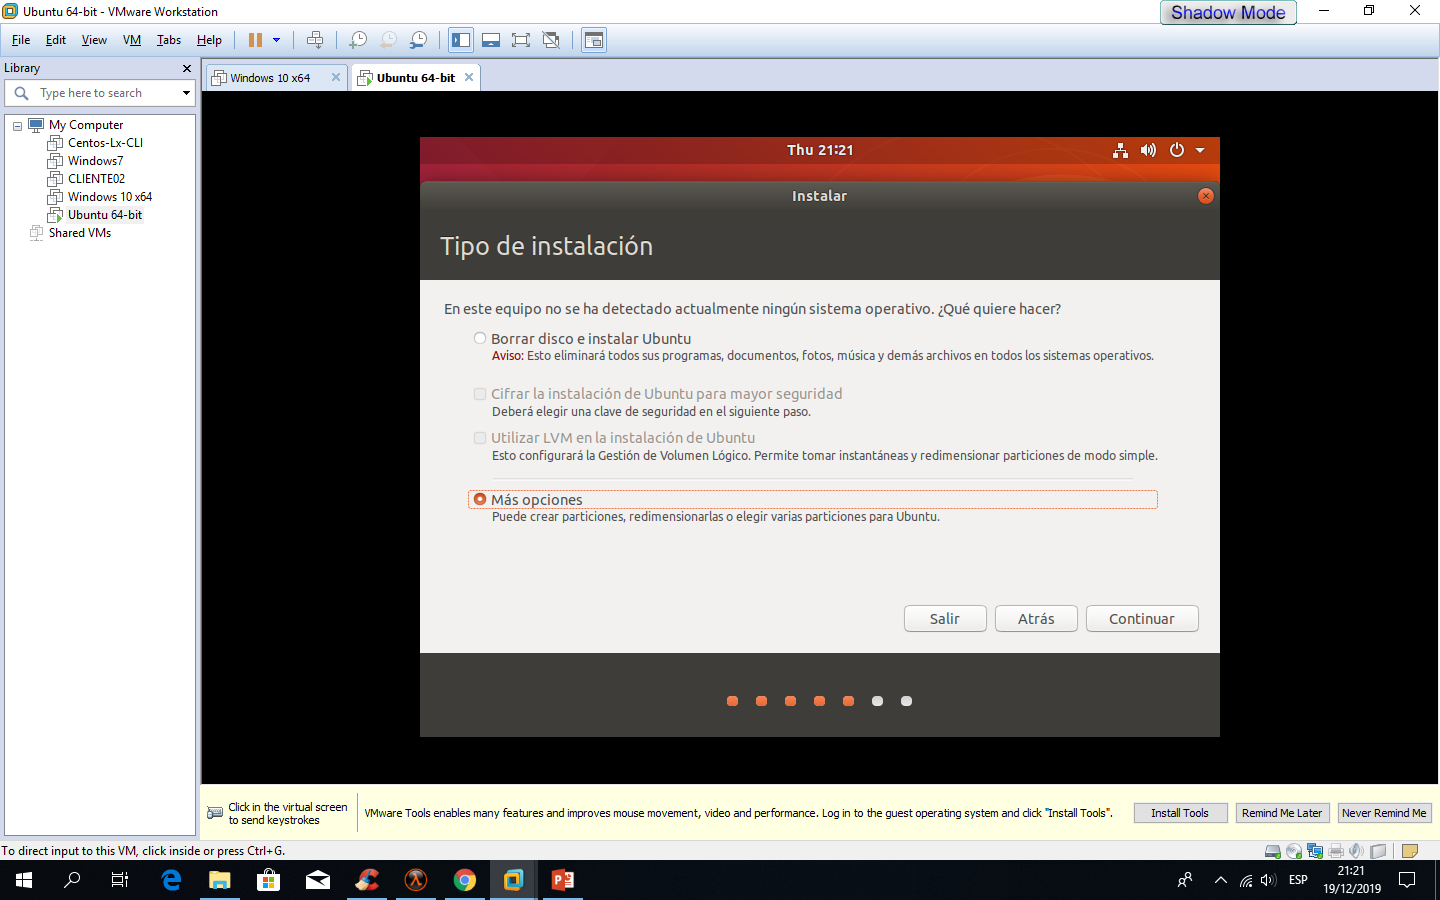 Ubuntu 64-bit - VMware Workstation
Shadow Mode
File Edit View VM Tabs Help
Library
Type here to search
My Computer
Centos-Lx-CLI
Windows7
CLIENTE02
Windows 10 x64
Ubuntu 64-bit
Shared VMs
Windows 10 x64
Ubuntu 64-bit
Thu 21:21
Instalar
Tipo de instalación
En este equipo no se ha detectado actualmente ningún sistema operativo. ¿Qué quiere hacer?
Borrar disco e instalar Ubuntu
Aviso: Esto eliminará todos sus programas, documentos, fotos, música y demás archivos en todos los sistemas operativos.
Cifrar la instalación de Ubuntu para mayor seguridad
Deberá elegir una clave de seguridad en el siguiente paso.
Utilizar LVM en la instalación de Ubuntu
Esto configurará la Gestión de Volumen Lógico. Permite tomar instantáneas y redimensionar particiones de modo simple.
Más opciones
Puede crear particiones, redimensionarlas o elegir varias particiones para Ubuntu.
Salir
Atrás
Continuar
Click in the virtual screen
to send keystrokes
VMware Tools enables many features and improves mouse movement, video and performance. Log in to the guest operating system and click "Install Tools".
Install Tools
Remind Me Later
Never Remind Me
To direct input to this VM, click inside or press Ctrl+G.
ESP
21:21
19/12/2019